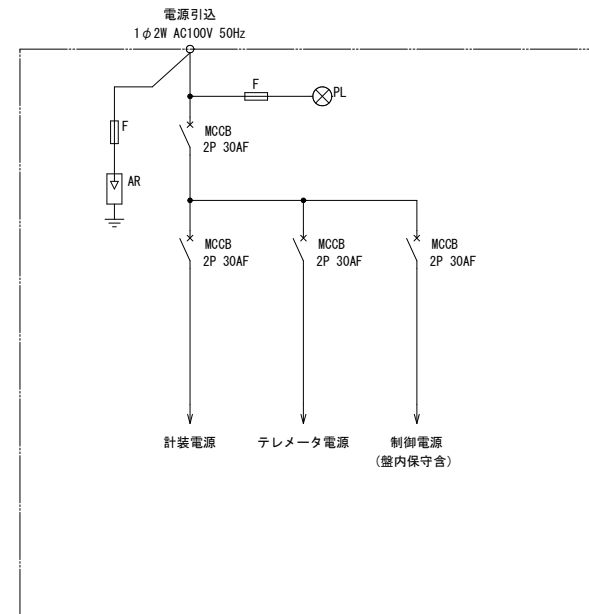 電源引込
1φ2W AC100V 50Hz
F
PL
F
MCCB
2P 30AF
AR
MCCB
2P 30AF
MCCB
2P 30AF
MCCB
2P 30AF
計装電源
テレメータ電源
制御電源
(盤内保守含)